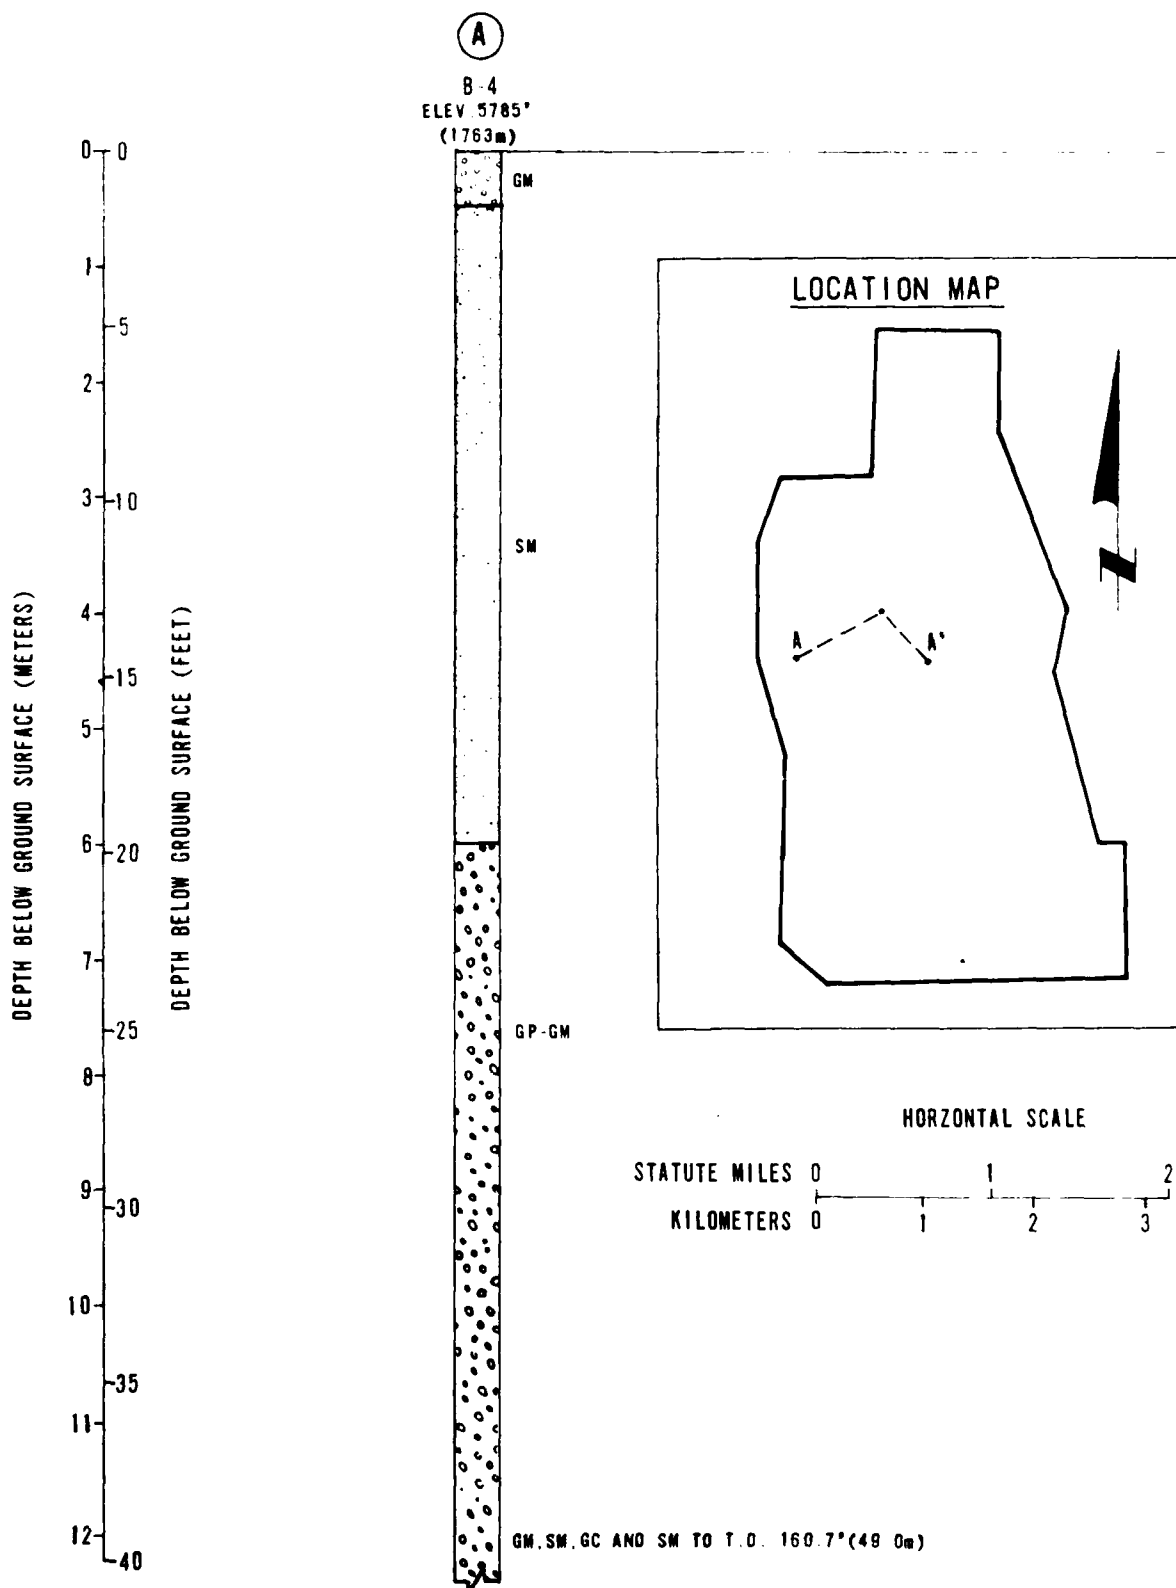 A
B-4
ELEV. 5785'
(1763m)
0 0
GM
1
LOCATION MAP
5
2
3
10
SM
DEPTH BELOW GROUND SURFACE (METERS)
DEPTH BELOW GROUND SURFACE (FEET)
4
A A'
N
15
5
6
20
7
GP-GM
25
8
HORZONTAL SCALE
STATUTE MILES 0 1 2
KILOMETERS 0 1 2 3
9
30
10
35
11
12
GM, SM, GC AND SM TO T.D. 160.7' (49.0m)
40